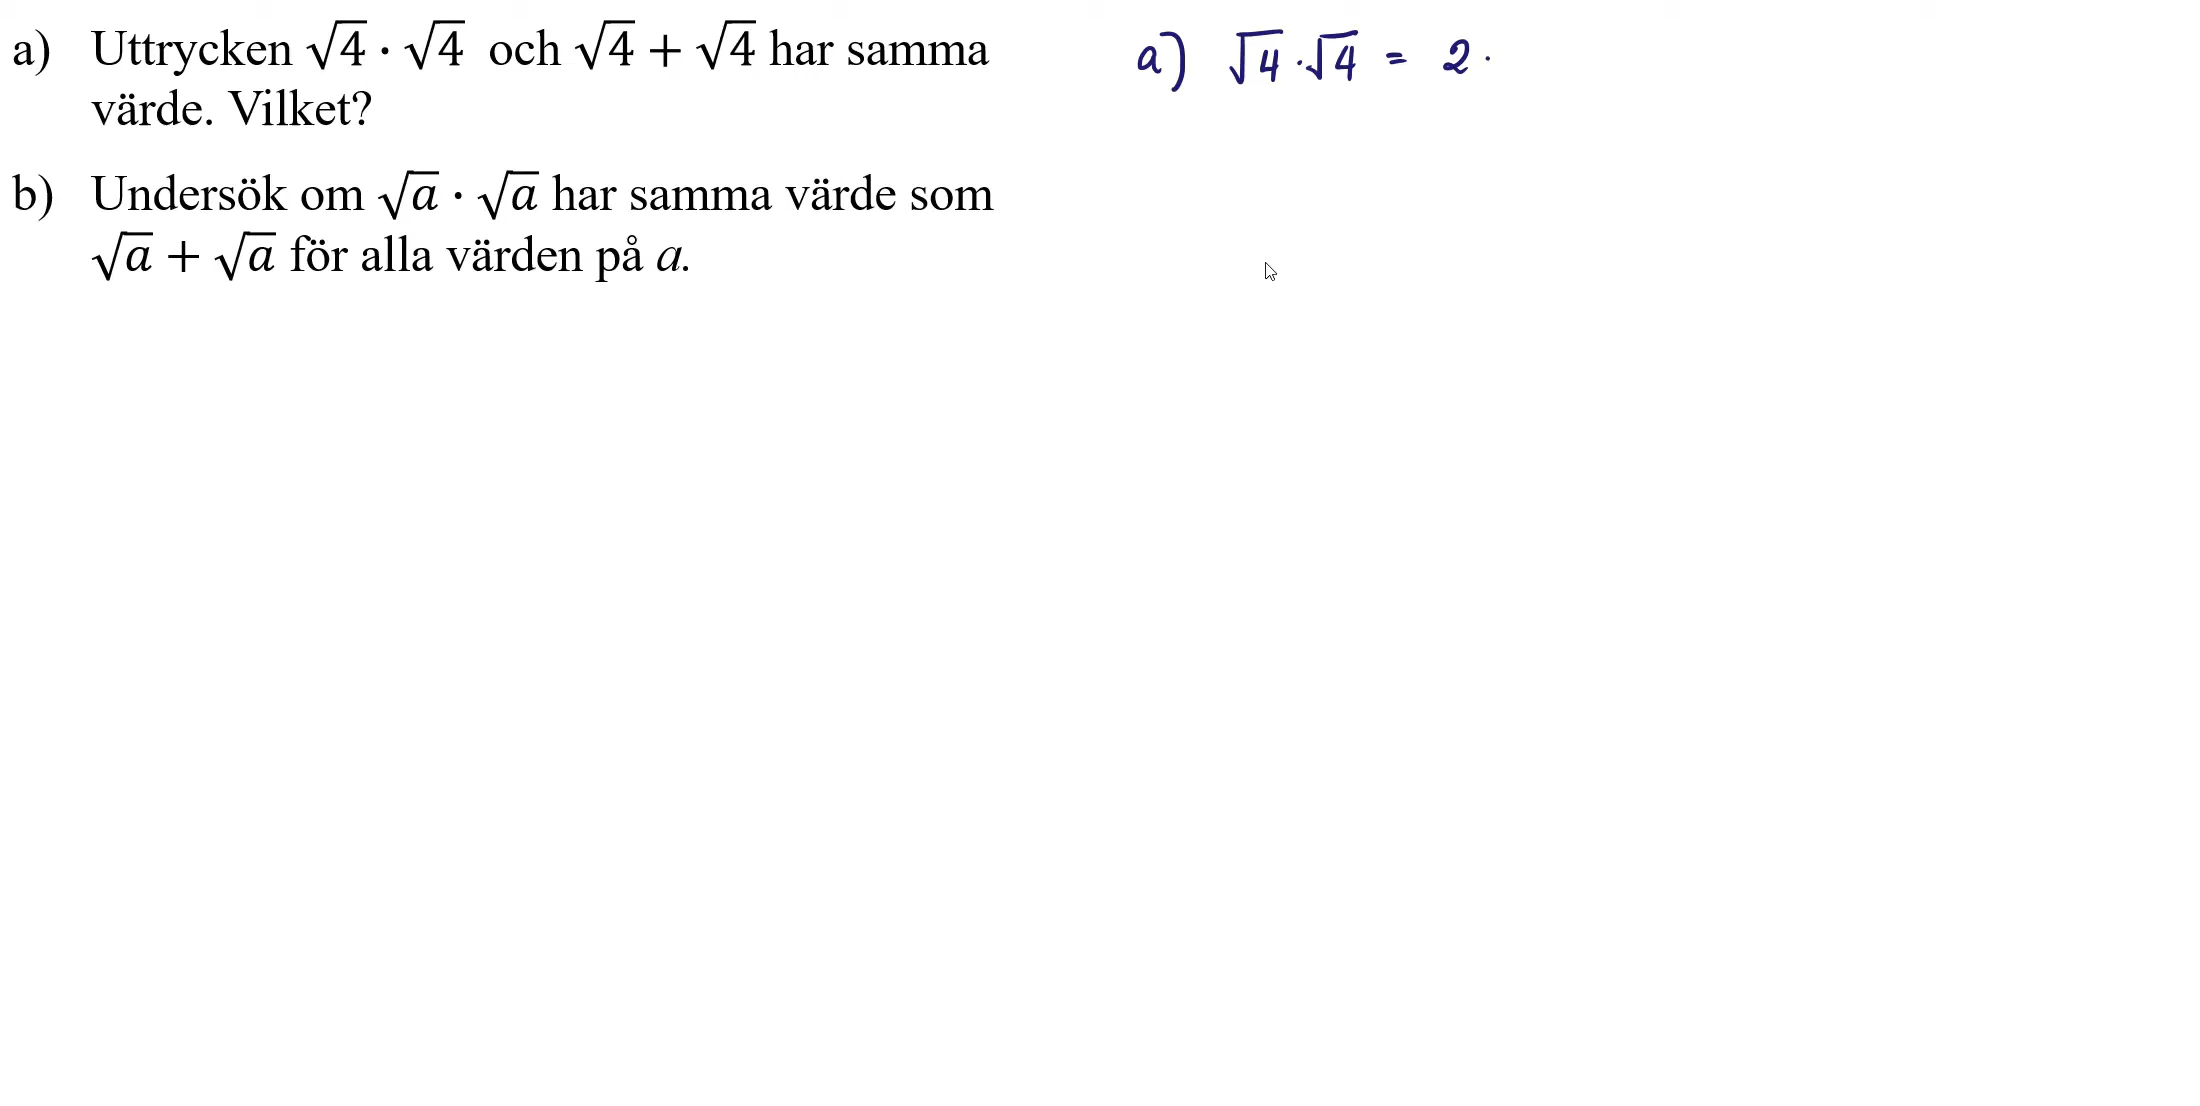 a) Uttrycken √4 · √4 och √4 + √4 har samma
värde. Vilket?
b) Undersök om √a · √a har samma värde som
√a + √a för alla värden på a.
a) √4 · √4 = 2 ·